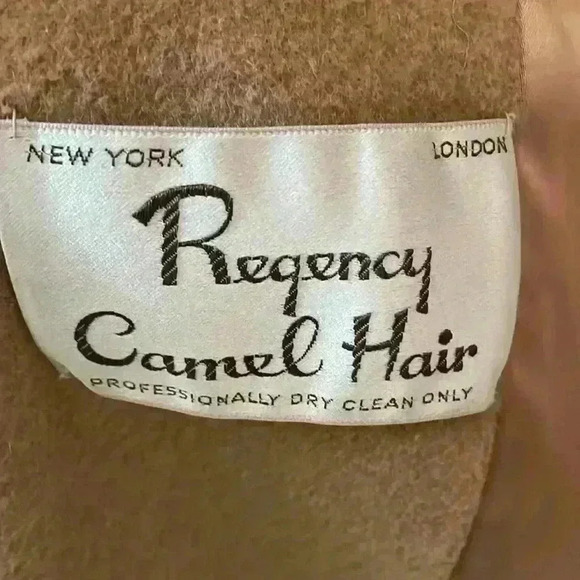 NEW YORK LONDON
Regency
Camel Hair
PROFESSIONALLY DRY CLEAN ONLY